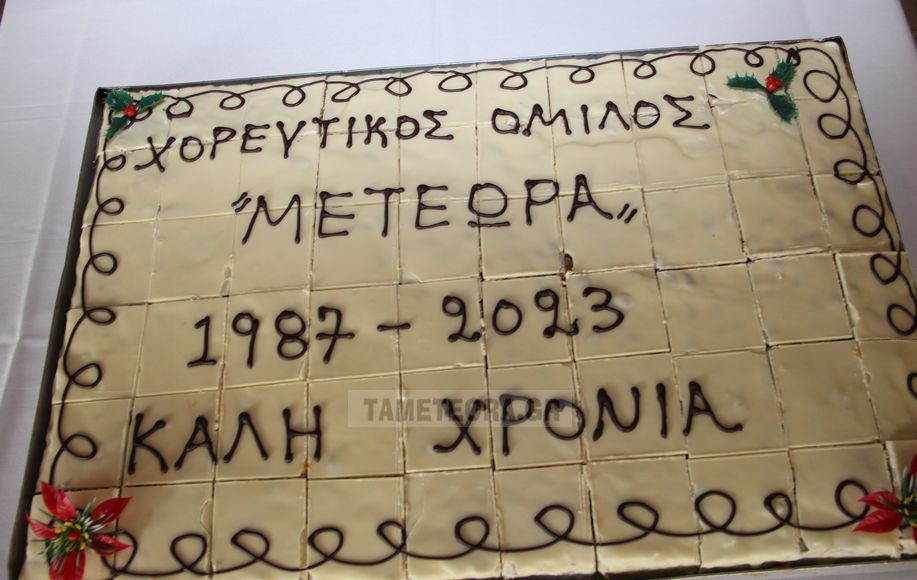 ΧΟΡΕΥΤΙΚΟΣ ΟΜΙΛΟΣ
"ΜΕΤΕΩΡΑ"
1987 - 2023
ΚΑΛΗ ΧΡΟΝΙΑ
TAMETEORA.GR